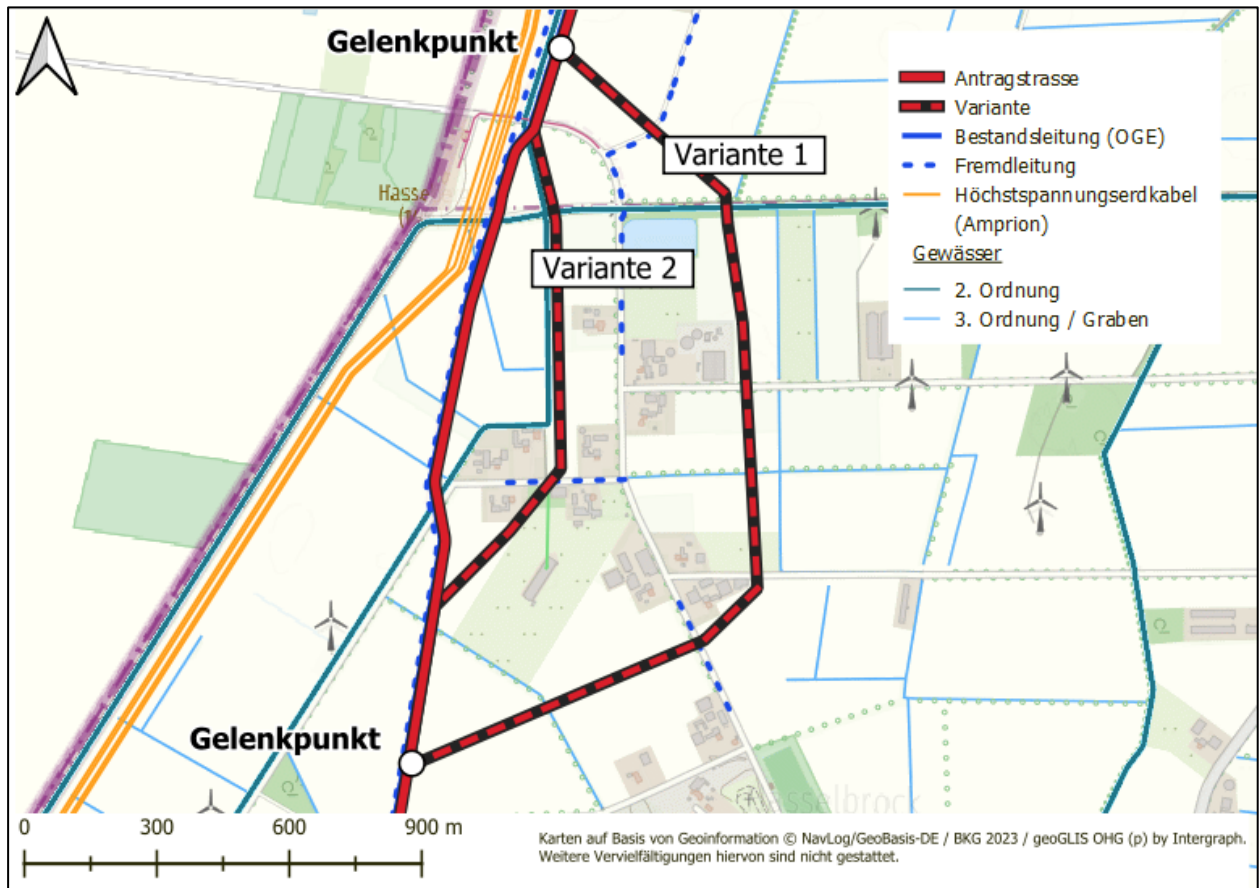 Gelenkpunkt
Antragstrasse
Variante
Bestandsleitung (OGE)
Fremdleitung
Höchstspannungserdkabel
(Amprion)
Gewässer
2. Ordnung
3. Ordnung / Graben
Variante 1
Hasse
Variante 2
Gelenkpunkt
0 300 600 900 m
Karten auf Basis von Geoinformation © NavLog/GeoBasis-DE / BKG 2023 / geoGLIS OHG (p) by Intergraph.
Weitere Vervielfältigungen hiervon sind nicht gestattet.